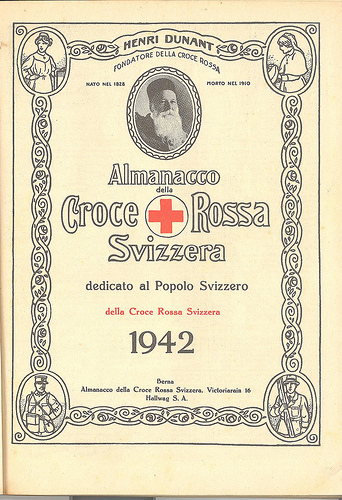 HENRI DUNANT
FONDATORE DELLA CROCE ROSSA
NATO NEL 1828
MORTO NEL 1910
Almanacco
della
Croce Rossa
Svizzera
dedicato al Popolo Svizzero
della Croce Rossa Svizzera
1942
Berna
Almanacco della Croce Rossa Svizzera, Victoriarain 16
Hallwag S. A.